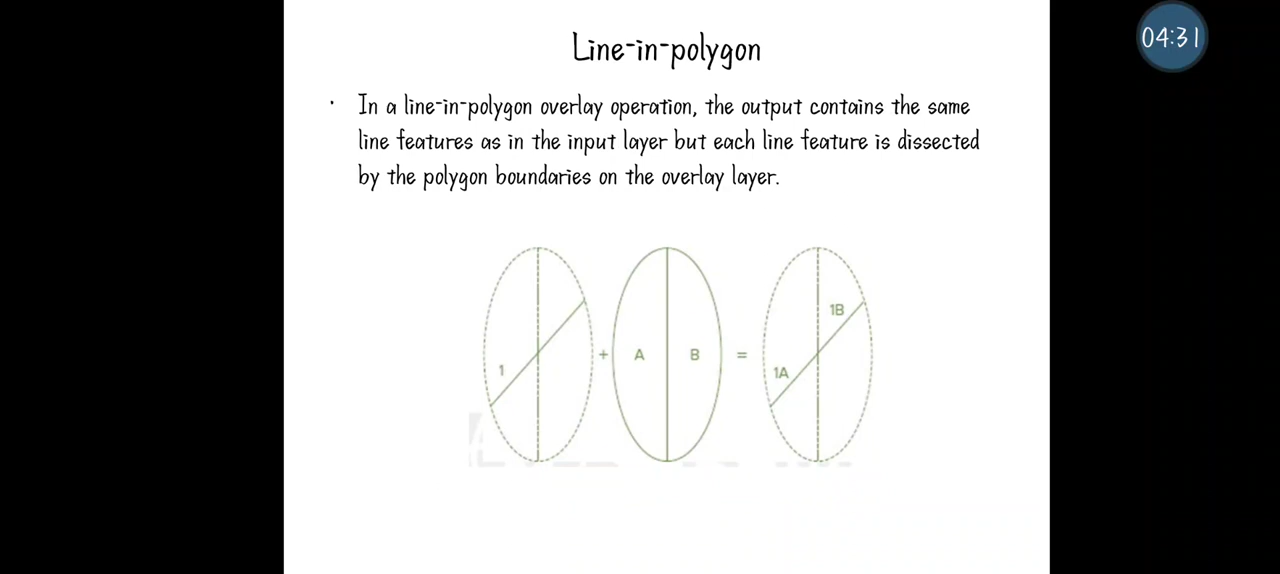 04:31
Line-in-polygon
· In a line-in-polygon overlay operation, the output contains the same
line features as in the input layer but each line feature is dissected
by the polygon boundaries on the overlay layer.
1 + A B = 1A 1B